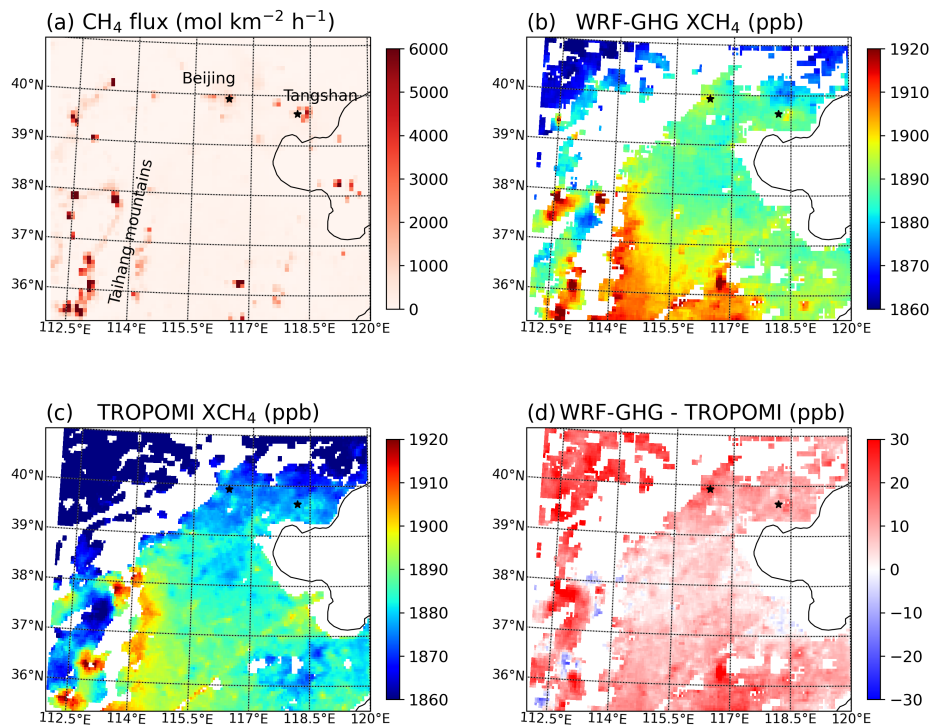 (a) CH₄ flux (mol km⁻² h⁻¹)
Beijing
Tangshan
Taihang mountains
40°N
39°N
38°N
37°N
36°N
112.5°E
114°E
115.5°E
117°E
118.5°E
120°E
6000
5000
4000
3000
2000
1000
0
(b) WRF-GHG XCH₄ (ppb)
40°N
39°N
38°N
37°N
36°N
112.5°E
114°E
115.5°E
117°E
118.5°E
120°E
1920
1910
1900
1890
1880
1870
1860
(c) TROPOMI XCH₄ (ppb)
40°N
39°N
38°N
37°N
36°N
112.5°E
114°E
115.5°E
117°E
118.5°E
120°E
1920
1910
1900
1890
1880
1870
1860
(d) WRF-GHG - TROPOMI (ppb)
40°N
39°N
38°N
37°N
36°N
112.5°E
114°E
115.5°E
117°E
118.5°E
120°E
30
20
10
0
−10
−20
−30